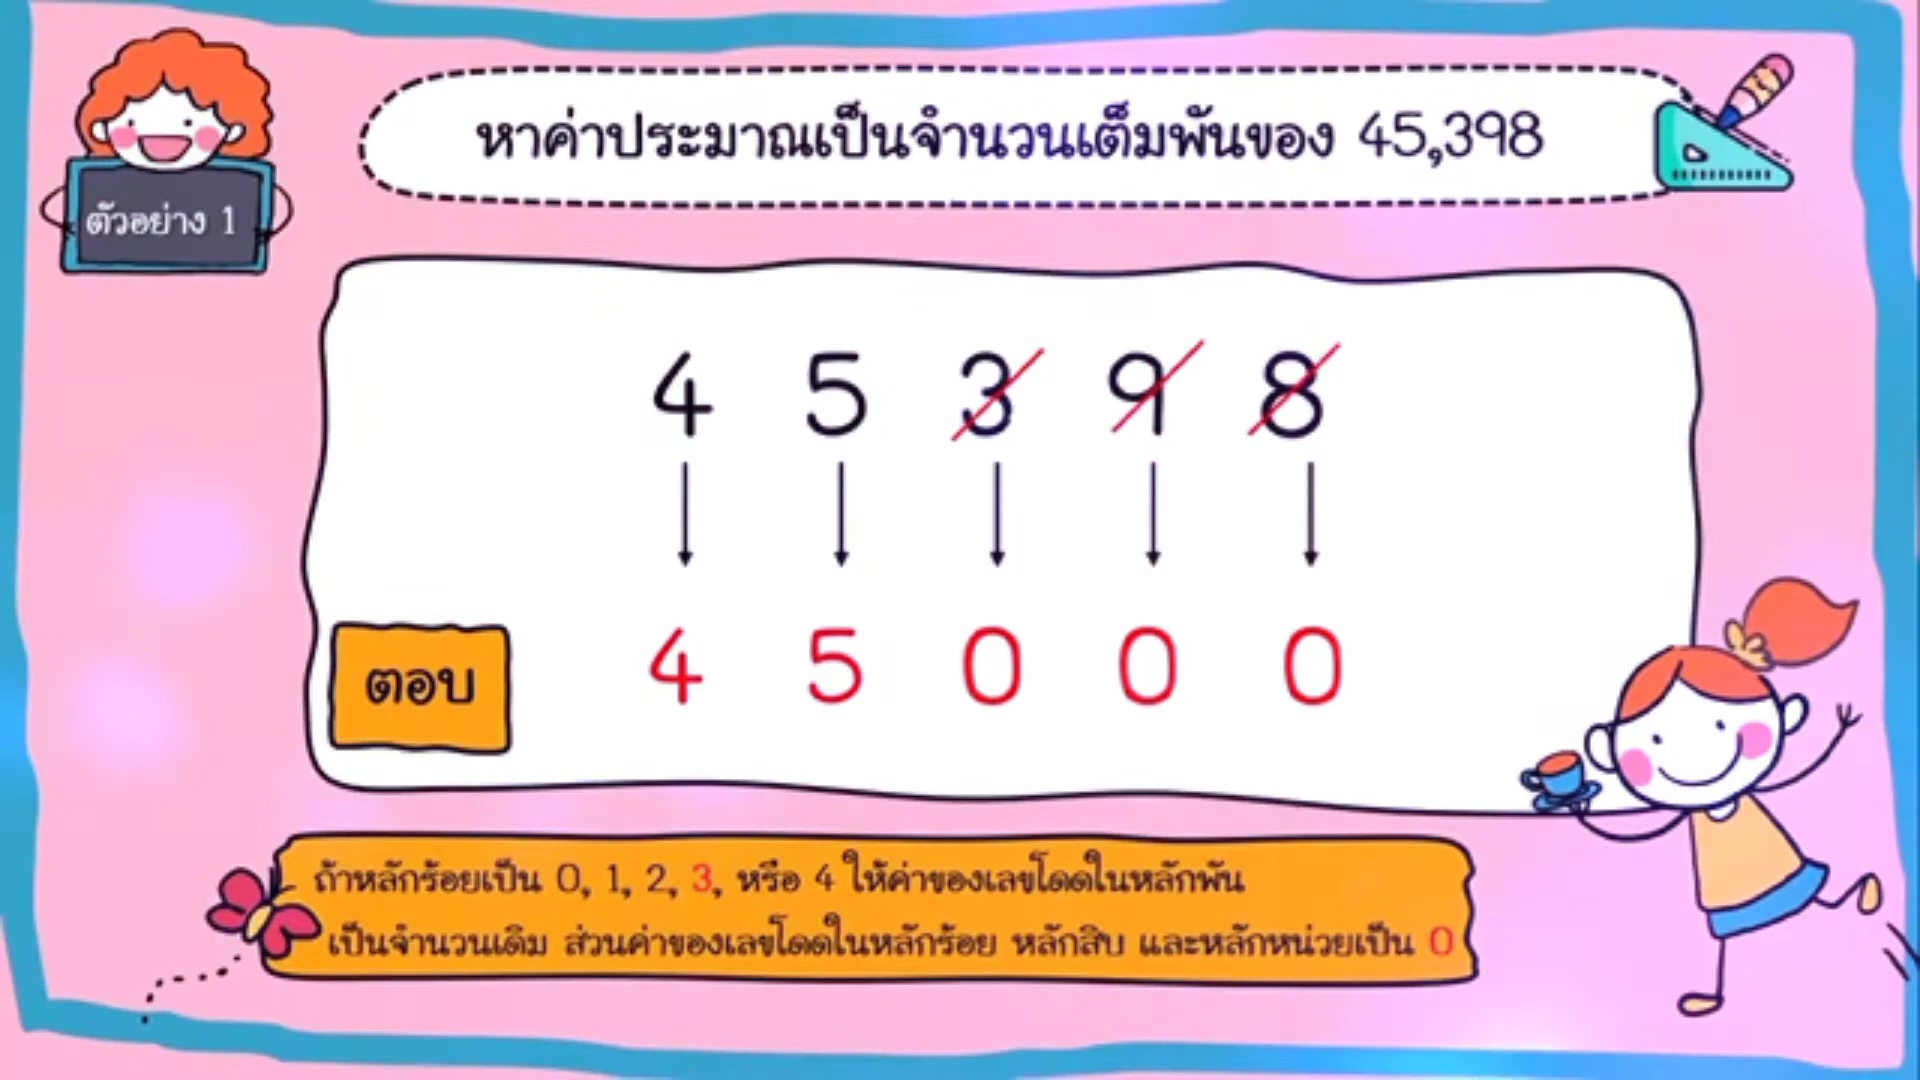 หาค่าประมาณเป็นจำนวนเต็มพันของ 45,398
ตัวอย่าง 1
4 5 3 9 8
ตอบ 4 5 0 0 0
ถ้าหลักร้อยเป็น 0, 1, 2, 3, หรือ 4 ให้ค่าของเลขโดดในหลักพัน
เป็นจำนวนเดิม ส่วนค่าของเลขโดดในหลักร้อย หลักสิบ และหลักหน่วยเป็น 0